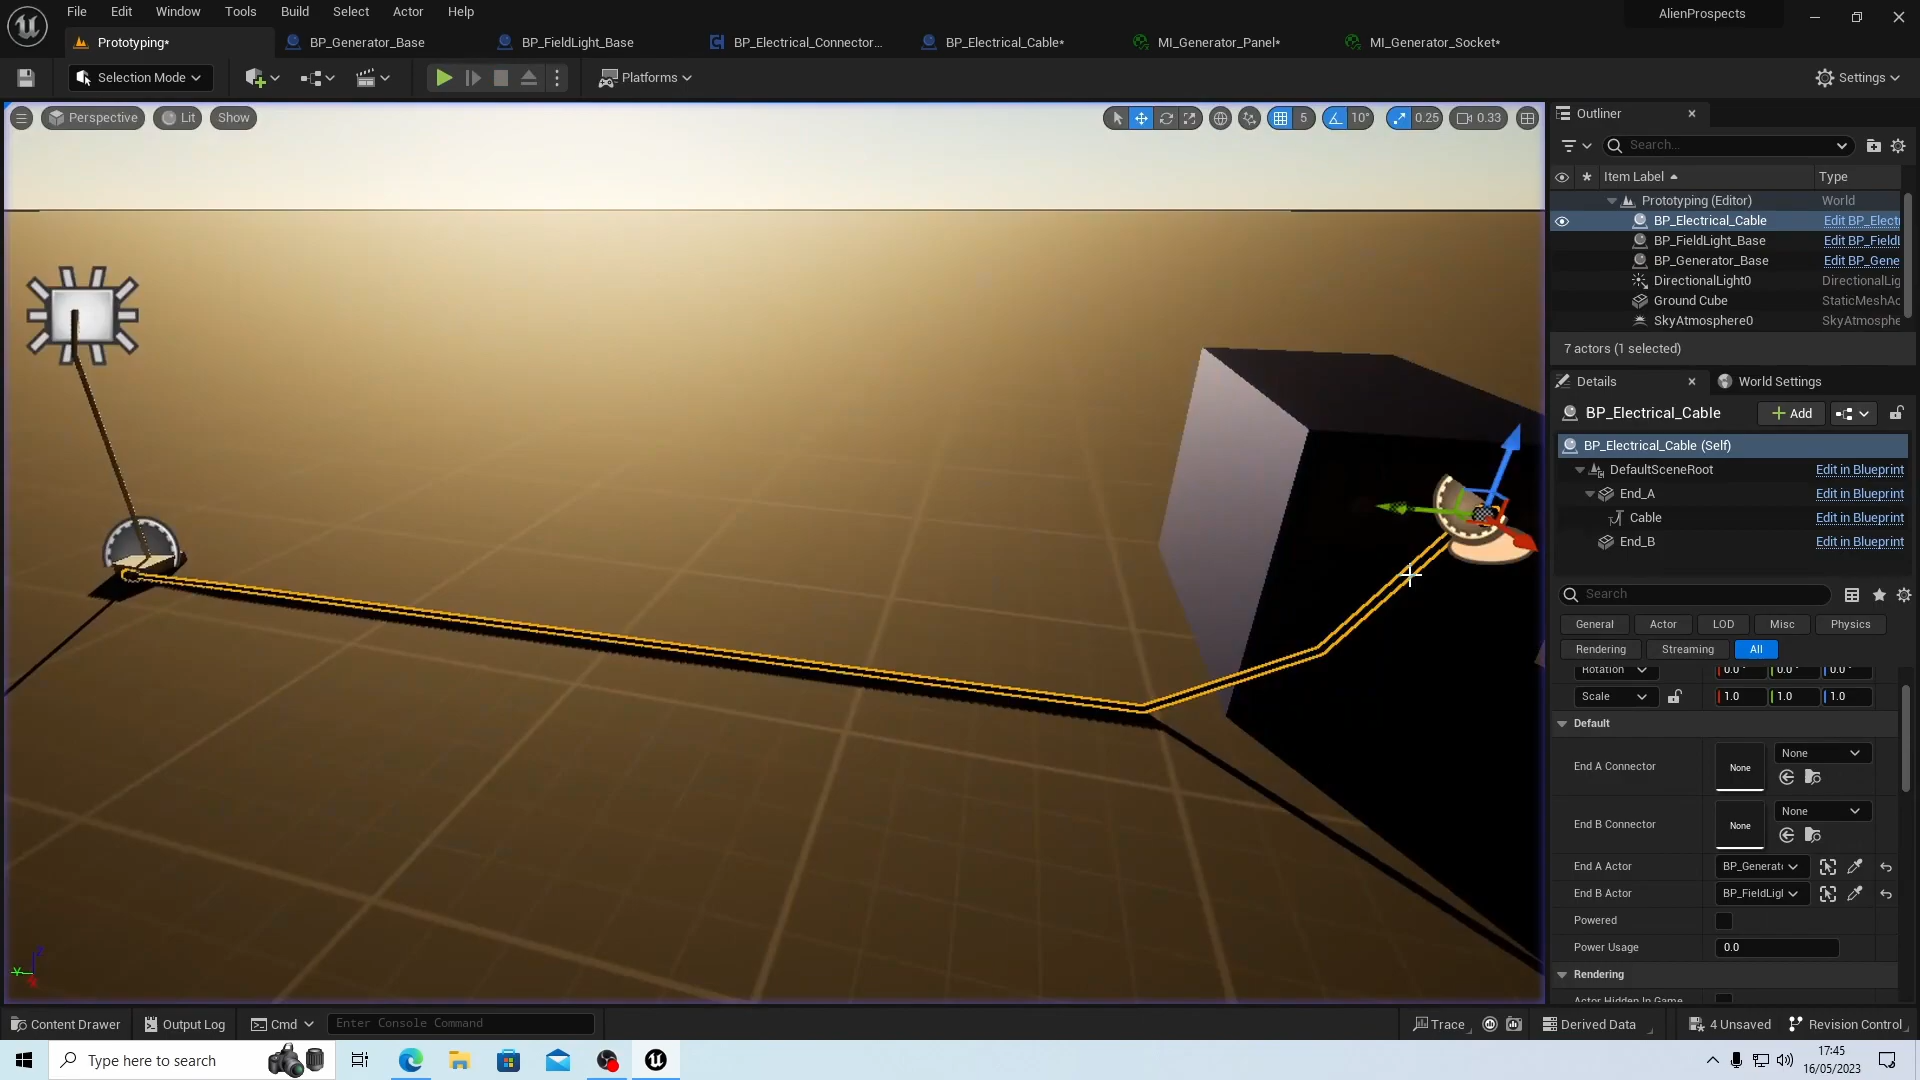 File Edit Window Tools Build Select Actor Help
AlienProspects
Prototyping* BP_Generator_Base BP_FieldLight_Base BP_Electrical_Connector... BP_Electrical_Cable* MI_Generator_Panel* MI_Generator_Socket*
Selection Mode Platforms Settings
Perspective Lit Show 5 10° 0.25 0.33
Outliner
Search...
Item Label Type
Prototyping (Editor) World
BP_Electrical_Cable Edit BP_Elect
BP_FieldLight_Base Edit BP_Field
BP_Generator_Base Edit BP_Gene
DirectionalLight0 DirectionalLig
Ground Cube StaticMeshAc
SkyAtmosphere0 SkyAtmosphe
7 actors (1 selected)
Details World Settings
BP_Electrical_Cable Add
BP_Electrical_Cable (Self)
DefaultSceneRoot Edit in Blueprint
End_A Edit in Blueprint
Cable Edit in Blueprint
End_B Edit in Blueprint
Search
General Actor LOD Misc Physics
Rendering Streaming All
Rotation 0.0° 0.0° 0.0°
Scale 1.0 1.0 1.0
Default
End A Connector None None
End B Connector None None
End A Actor BP_Generat
End B Actor BP_FieldLigl
Powered
Power Usage 0.0
Rendering
Actor Hidden In Game
Content Drawer Output Log Cmd Enter Console Command Trace Derived Data 4 Unsaved Revision Control
Type here to search
17:45
16/05/2023